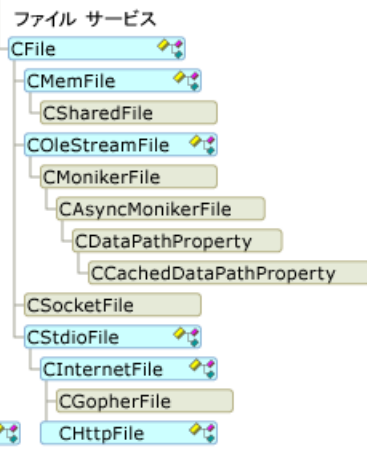 ファイル サービス
CFile
CMemFile
CSharedFile
COleStreamFile
CMonikerFile
CAsyncMonikerFile
CDataPathProperty
CCachedDataPathProperty
CSocketFile
CStdioFile
CInternetFile
CGopherFile
CHttpFile